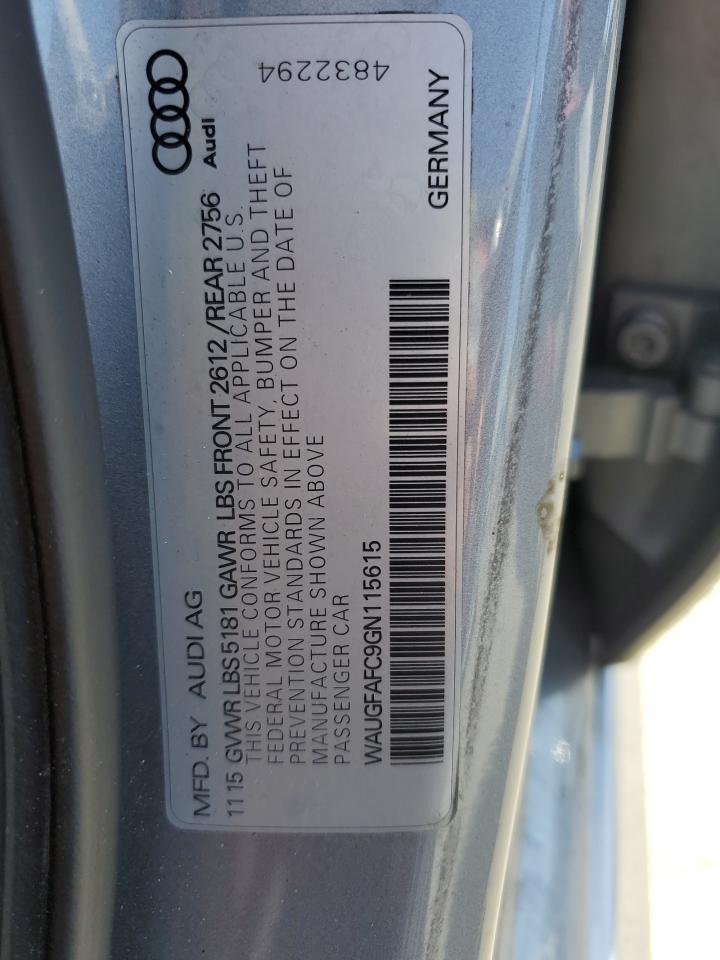 MFD. BY AUDI AG
11 15 GVWR LBS 5181 GAWR LBS FRONT 2612 /REAR 2756
THIS VEHICLE CONFORMS TO ALL APPLICABLE U.S.
FEDERAL MOTOR VEHICLE SAFETY, BUMPER AND THEFT
PREVENTION STANDARDS IN EFFECT ON THE DATE OF
MANUFACTURE SHOWN ABOVE
PASSENGER CAR
WAUGFAFC9GN115615
Audi
GERMANY
4832294